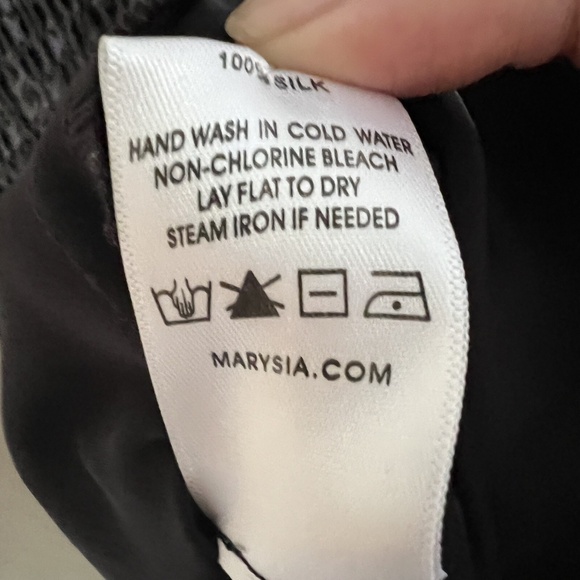 100% SILK
HAND WASH IN COLD WATER
NON-CHLORINE BLEACH
LAY FLAT TO DRY
STEAM IRON IF NEEDED
MARYSIA.COM